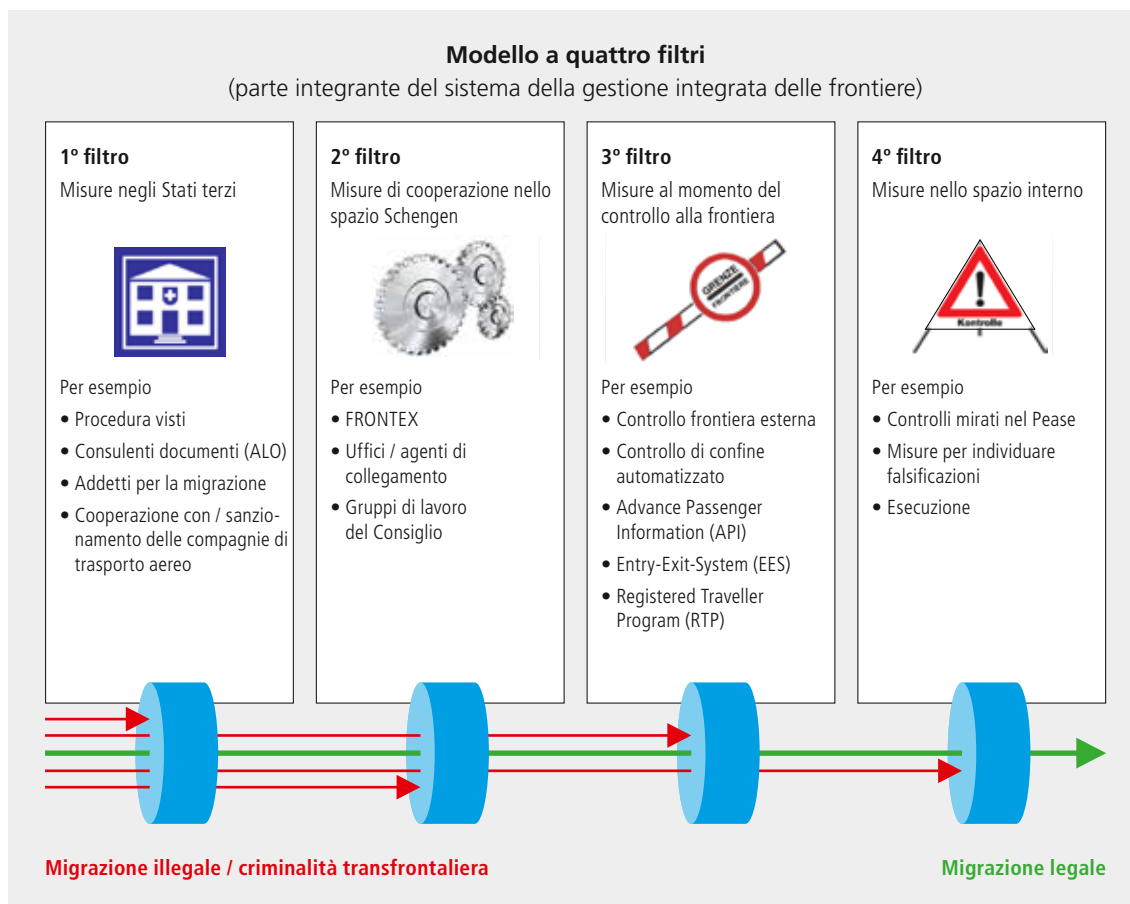 Modello a quattro filtri
(parte integrante del sistema della gestione integrata delle frontiere)
1º filtro
Misure negli Stati terzi
Per esempio
• Procedura visti
• Consulenti documenti (ALO)
• Addetti per la migrazione
• Cooperazione con / sanzio-
namento delle compagnie di
trasporto aereo
2º filtro
Misure di cooperazione nello
spazio Schengen
Per esempio
• FRONTEX
• Uffici / agenti di
collegamento
• Gruppi di lavoro
del Consiglio
3º filtro
Misure al momento del
controllo alla frontiera
GRENZE
FRONTIERE
Per esempio
• Controllo frontiera esterna
• Controllo di confine
automatizzato
• Advance Passenger
Information (API)
• Entry-Exit-System (EES)
• Registered Traveller
Program (RTP)
4º filtro
Misure nello spazio interno
Kontrolle
Per esempio
• Controlli mirati nel Pease
• Misure per individuare
falsificazioni
• Esecuzione
Migrazione illegale / criminalità transfrontaliera
Migrazione legale